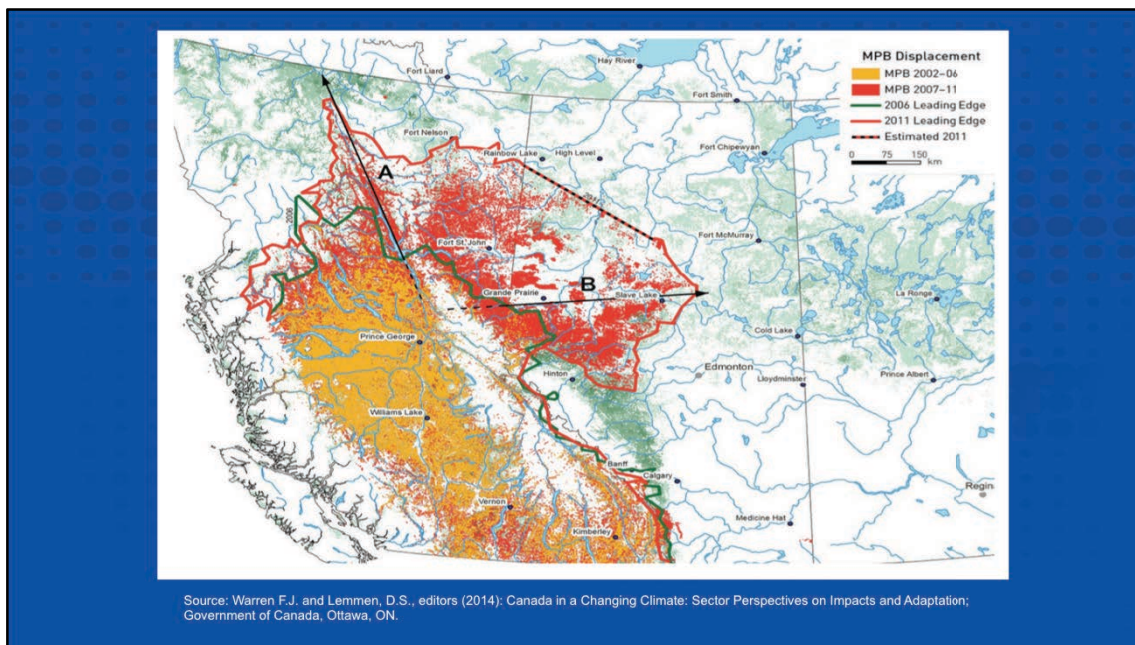 MPB Displacement
MPB 2002–06
MPB 2007–11
2006 Leading Edge
2011 Leading Edge
Estimated 2011
0 75 150
km
Hay River
Fort Liard
Fort Smith
Fort Nelson
Rainbow Lake
High Level
Fort Chipewyan
A
2006
Fort St. John
Fort McMurray
B
Grande Prairie
Slave Lake
La Ronge
Prince George
Cold Lake
Hinton
Edmonton
Lloydminster
Prince Albert
Williams Lake
Banff
Calgary
Regin
Vernon
Medicine Hat
Kimberley
Source: Warren F.J. and Lemmen, D.S., editors (2014): Canada in a Changing Climate: Sector Perspectives on Impacts and Adaptation;
Government of Canada, Ottawa, ON.